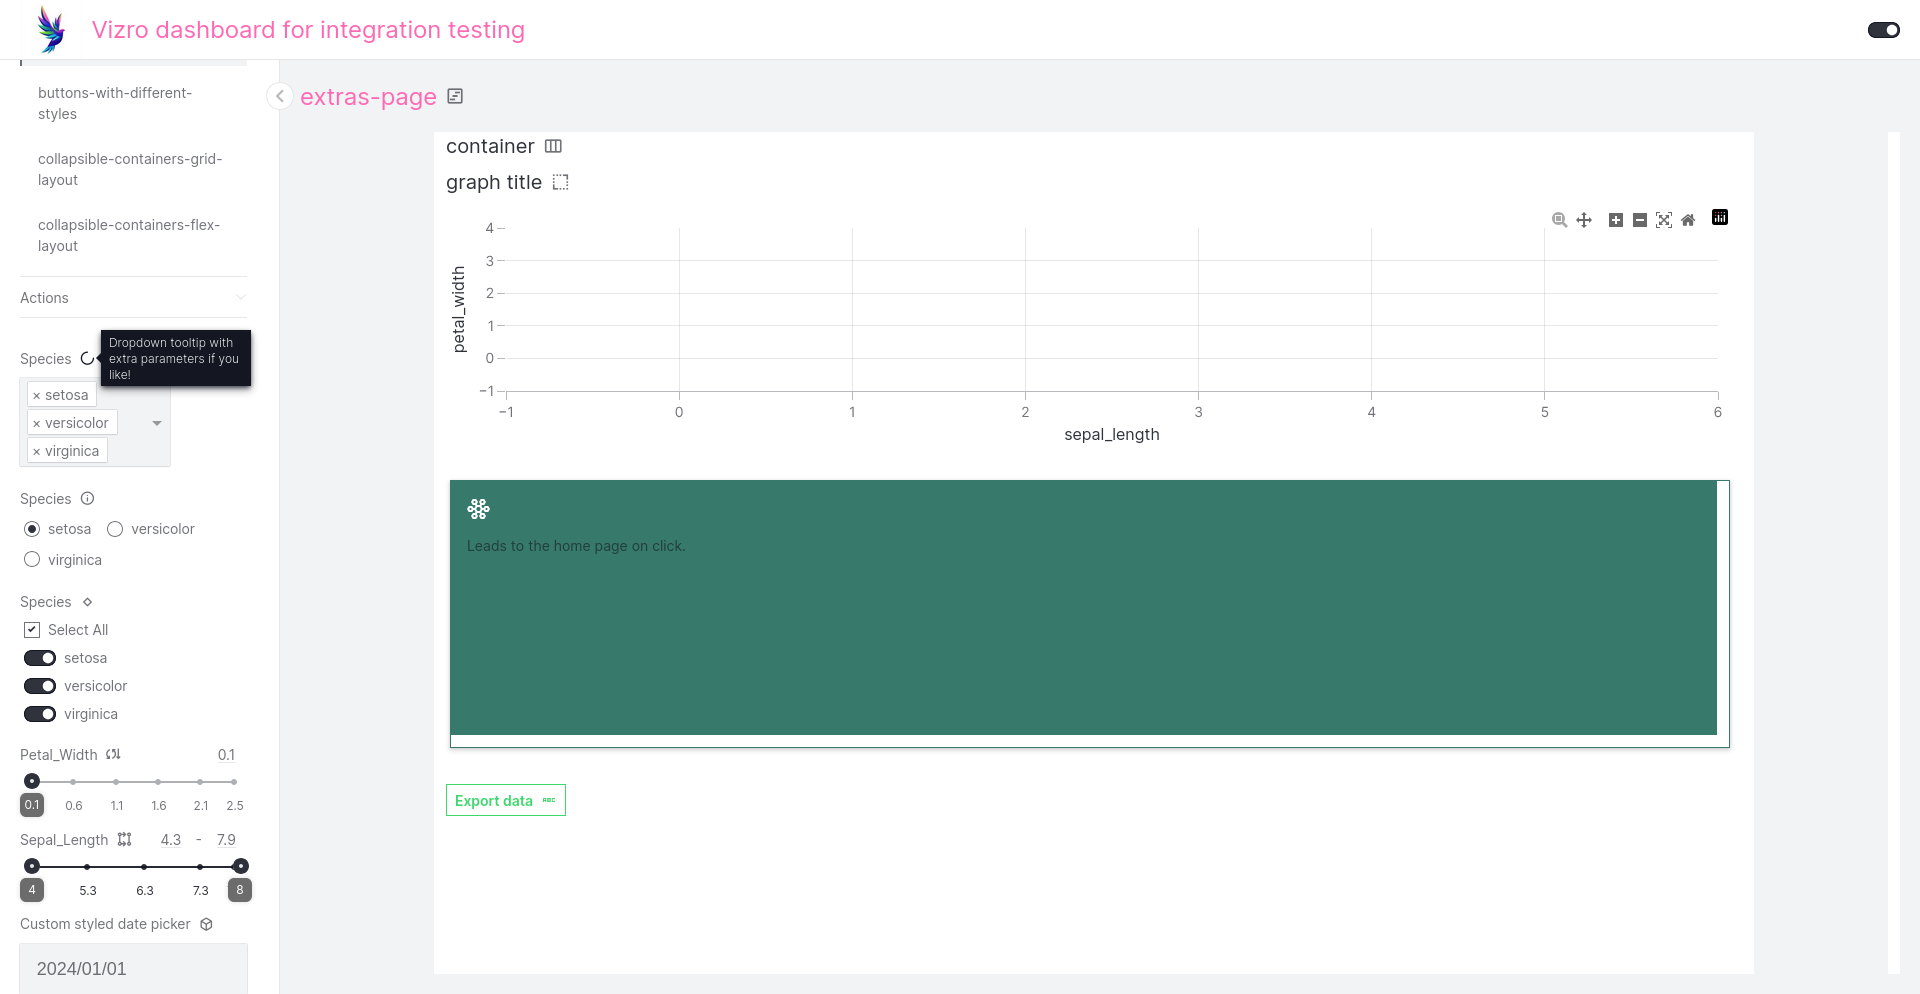 Vizro dashboard for integration testing
buttons-with-different-
styles
collapsible-containers-grid-
layout
collapsible-containers-flex-
layout
Actions
Species
Dropdown tooltip with
extra parameters if you
like!
× setosa
× versicolor
× virginica
Species
setosa versicolor
virginica
Species
Select All
setosa
versicolor
virginica
Petal_Width 0.1
0.1 0.6 1.1 1.6 2.1 2.5
Sepal_Length 4.3 - 7.9
4 5.3 6.3 7.3 8
Custom styled date picker
2024/01/01
extras-page
container
graph title
4
3
2
1
0
−1
petal_width
−1 0 1 2 3 4 5 6
sepal_length
Leads to the home page on click.
Export data